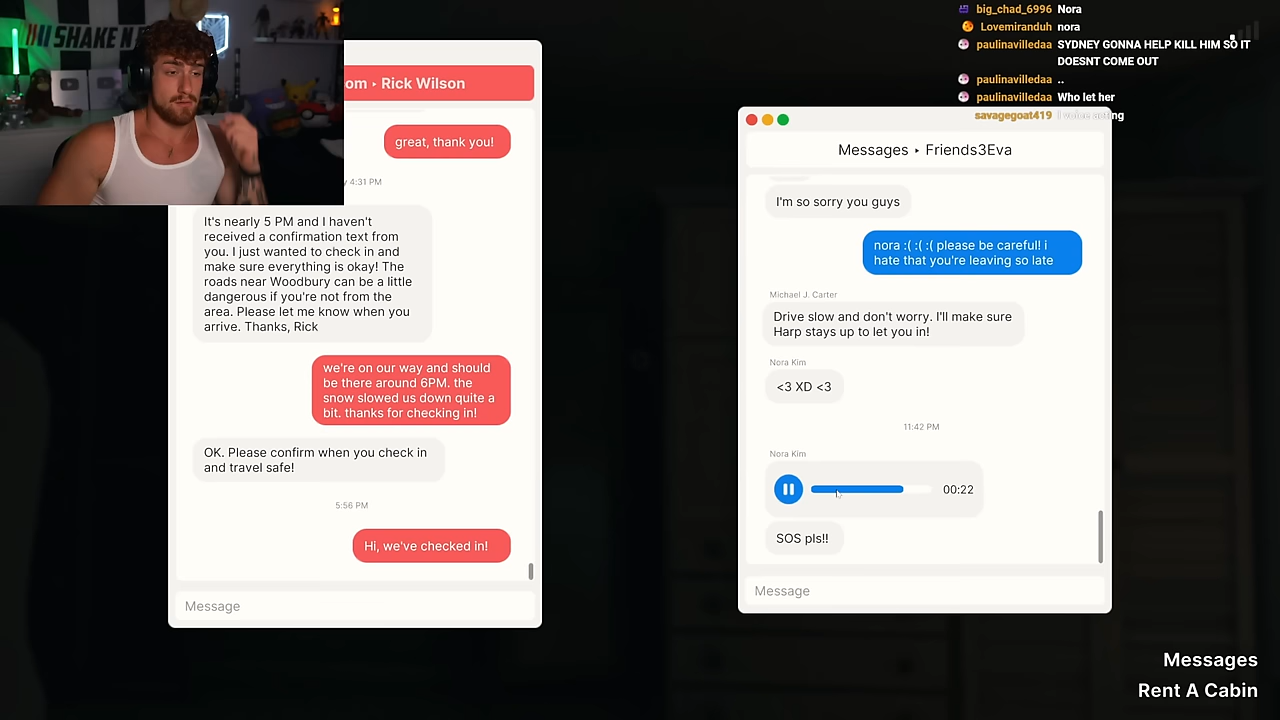 SHAKE N
om ▸ Rick Wilson
great, thank you!
4:31 PM
It's nearly 5 PM and I haven't
received a confirmation text from
you. I just wanted to check in and
make sure everything is okay! The
roads near Woodbury can be a little
dangerous if you're not from the
area. Please let me know when you
arrive. Thanks, Rick
we're on our way and should
be there around 6PM. the
snow slowed us down quite a
bit. thanks for checking in!
OK. Please confirm when you check in
and travel safe!
5:56 PM
Hi, we've checked in!
Message
big_chad_6996 Nora
Lovemiranduh nora
paulinavilledaa SYDNEY GONNA HELP KILL HIM SO IT
DOESNT COME OUT
paulinavilledaa ..
paulinavilledaa Who let her
savagegoat419
Messages ▸ Friends3Eva
I'm so sorry you guys
nora :( :( :( please be careful! i
hate that you're leaving so late
Michael J. Carter
Drive slow and don't worry. I'll make sure
Harp stays up to let you in!
Nora Kim
<3 XD <3
11:42 PM
Nora Kim
00:22
SOS pls!!
Message
Messages
Rent A Cabin